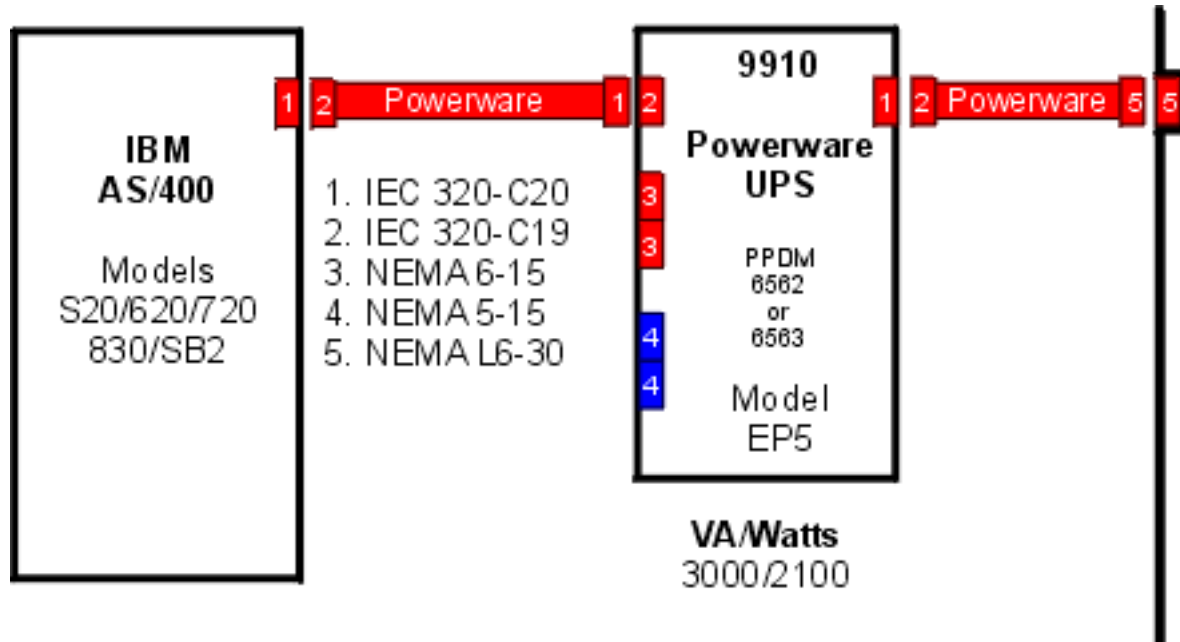 IBM
AS/400
Models
S20/620/720
830/SB2
1
2 Powerware 1
1. IEC 320-C20
2. IEC 320-C19
3. NEMA 6-15
4. NEMA 5-15
5. NEMA L6-30
9910
Powerware
UPS
PPDM
6562
or
6563
Model
EP5
2
3
3
4
4
1
VA/Watts
3000/2100
2 Powerware 5
5